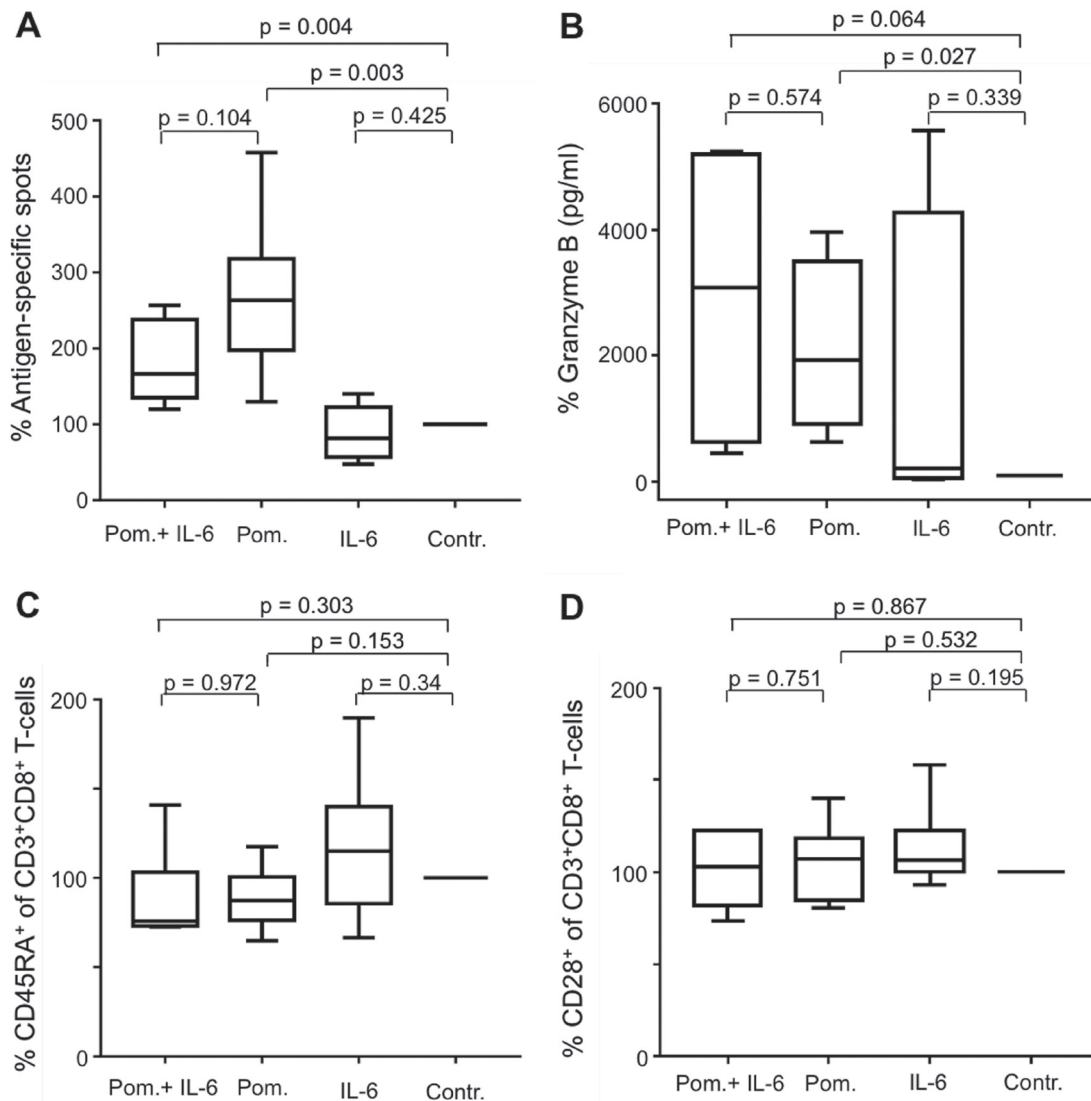 A
p = 0.004
p = 0.003
p = 0.104
p = 0.425
% Antigen-specific spots
500
400
300
200
100
0
Pom.+ IL-6
Pom.
IL-6
Contr.
B
p = 0.064
p = 0.027
p = 0.574
p = 0.339
% Granzyme B (pg/ml)
6000
4000
2000
0
Pom.+ IL-6
Pom.
IL-6
Contr.
C
p = 0.303
p = 0.153
p = 0.972
p = 0.34
% CD45RA⁺ of CD3⁺CD8⁺ T-cells
200
100
0
Pom.+ IL-6
Pom.
IL-6
Contr.
D
p = 0.867
p = 0.532
p = 0.751
p = 0.195
% CD28⁺ of CD3⁺CD8⁺ T-cells
200
100
0
Pom.+ IL-6
Pom.
IL-6
Contr.